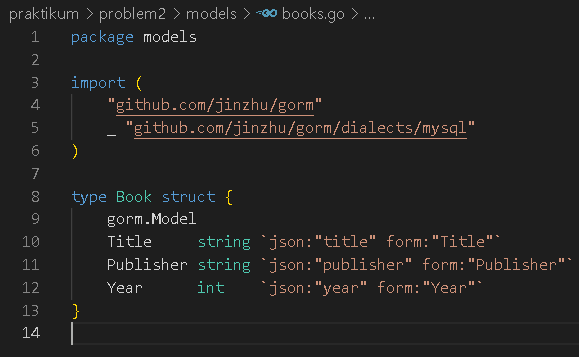 praktikum > problem2 > models > books.go > ...
1 package models
2
3 import (
4     "github.com/jinzhu/gorm"
5     _ "github.com/jinzhu/gorm/dialects/mysql"
6 )
7
8 type Book struct {
9     gorm.Model
10     Title     string `json:"title" form:"Title"`
11     Publisher string `json:"publisher" form:"Publisher"`
12     Year      int    `json:"year" form:"Year"`
13 }
14